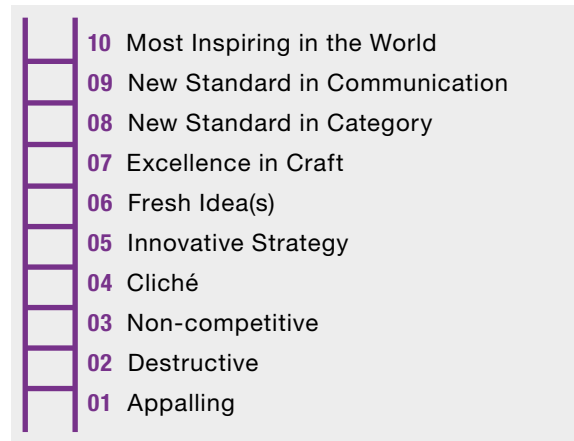 10 Most Inspiring in the World
09 New Standard in Communication
08 New Standard in Category
07 Excellence in Craft
06 Fresh Idea(s)
05 Innovative Strategy
04 Cliché
03 Non-competitive
02 Destructive
01 Appalling